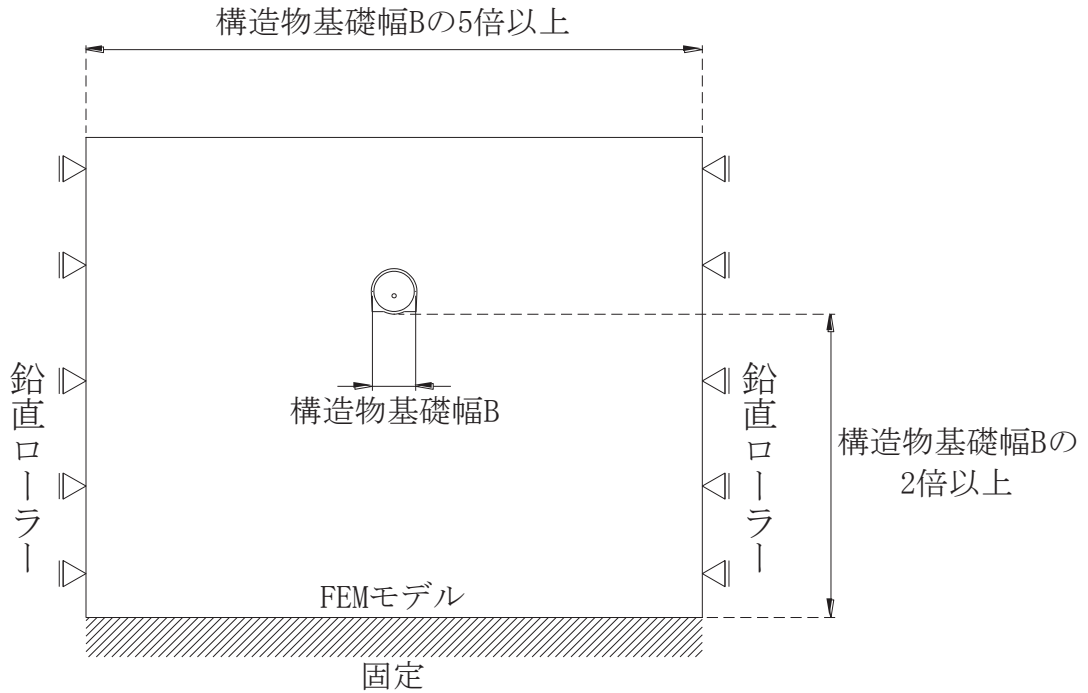 構造物基礎幅Bの5倍以上
鉛直ローラー
構造物基礎幅B
鉛直ローラー
構造物基礎幅Bの
2倍以上
FEMモデル
固定